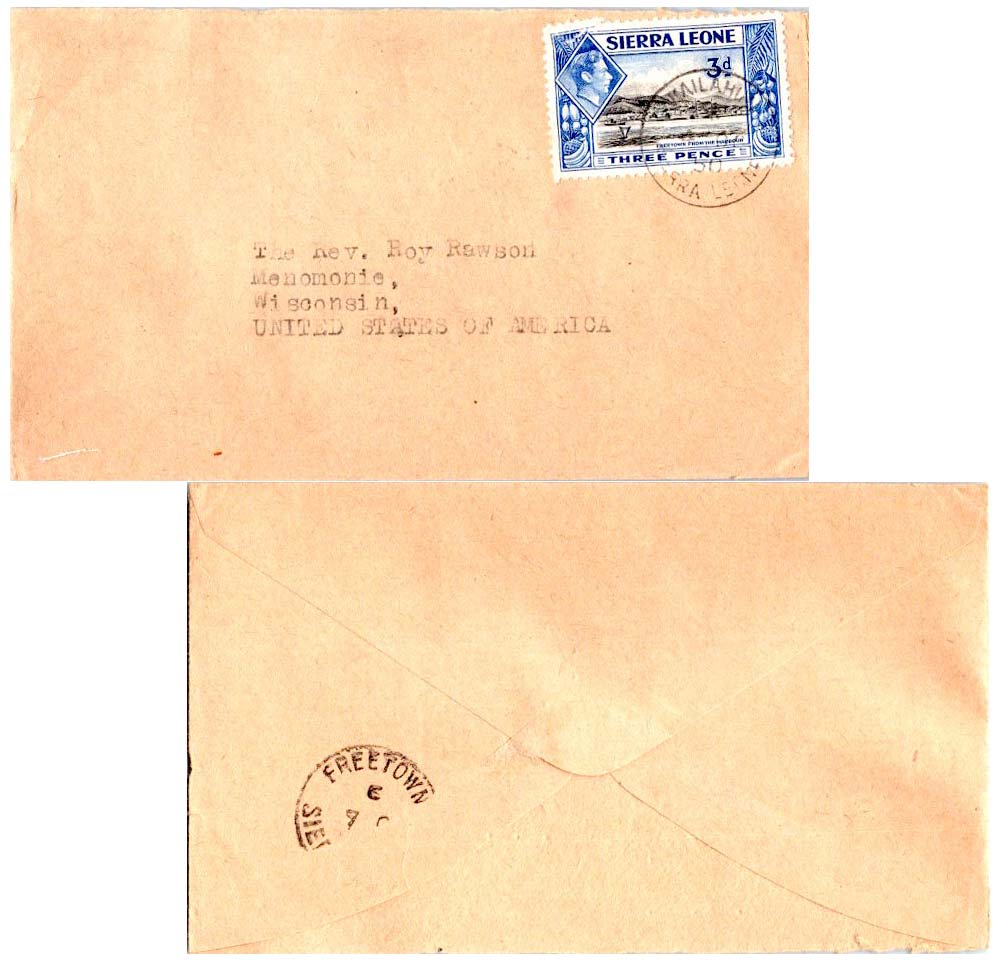 SIERRA LEONE
3d
FREETOWN FROM THE HARBOUR
THREE PENCE
50
The Rev. Roy Rawson
Menomonie,
Wisconsin,
UNITED STATES OF AMERICA
FREETOWN